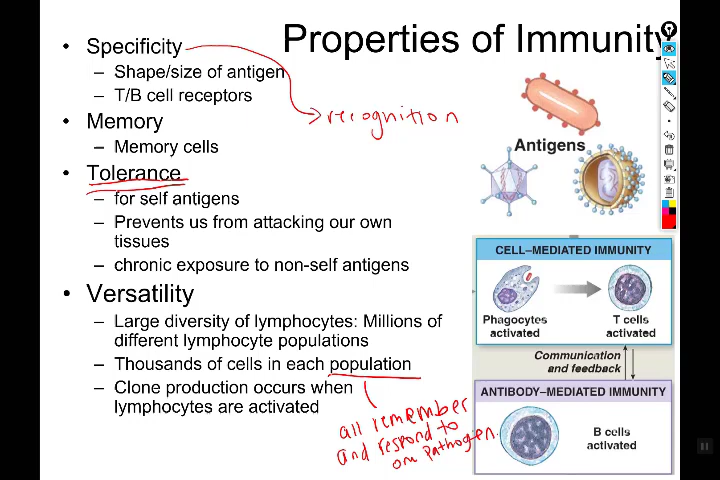 Properties of Immunity
• Specificity
– Shape/size of antigen
– T/B cell receptors
recognition
• Memory
– Memory cells
• Tolerance
– for self antigens
– Prevents us from attacking our own
tissues
– chronic exposure to non-self antigens
• Versatility
– Large diversity of lymphocytes: Millions of
different lymphocyte populations
– Thousands of cells in each population
– Clone production occurs when
lymphocytes are activated
all remember
and respond to
one pathogen.
Antigens
CELL–MEDIATED IMMUNITY
Phagocytes
activated
T cells
activated
Communication
and feedback
ANTIBODY–MEDIATED IMMUNITY
B cells
activated